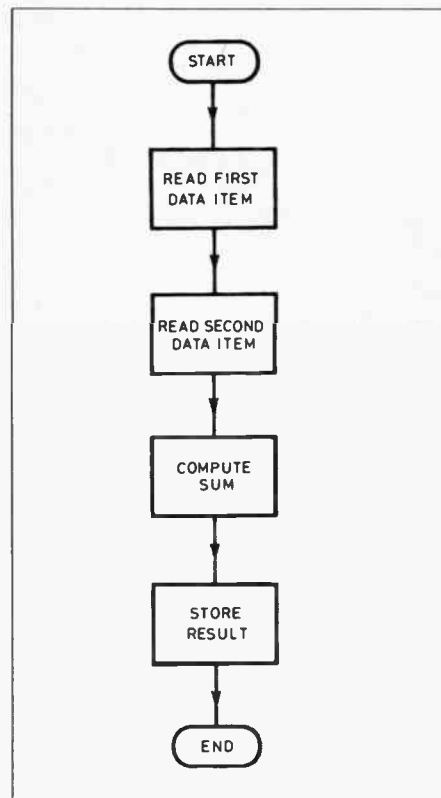 START
READ FIRST
DATA ITEM
READ SECOND
DATA ITEM
COMPUTE
SUM
STORE
RESULT
END